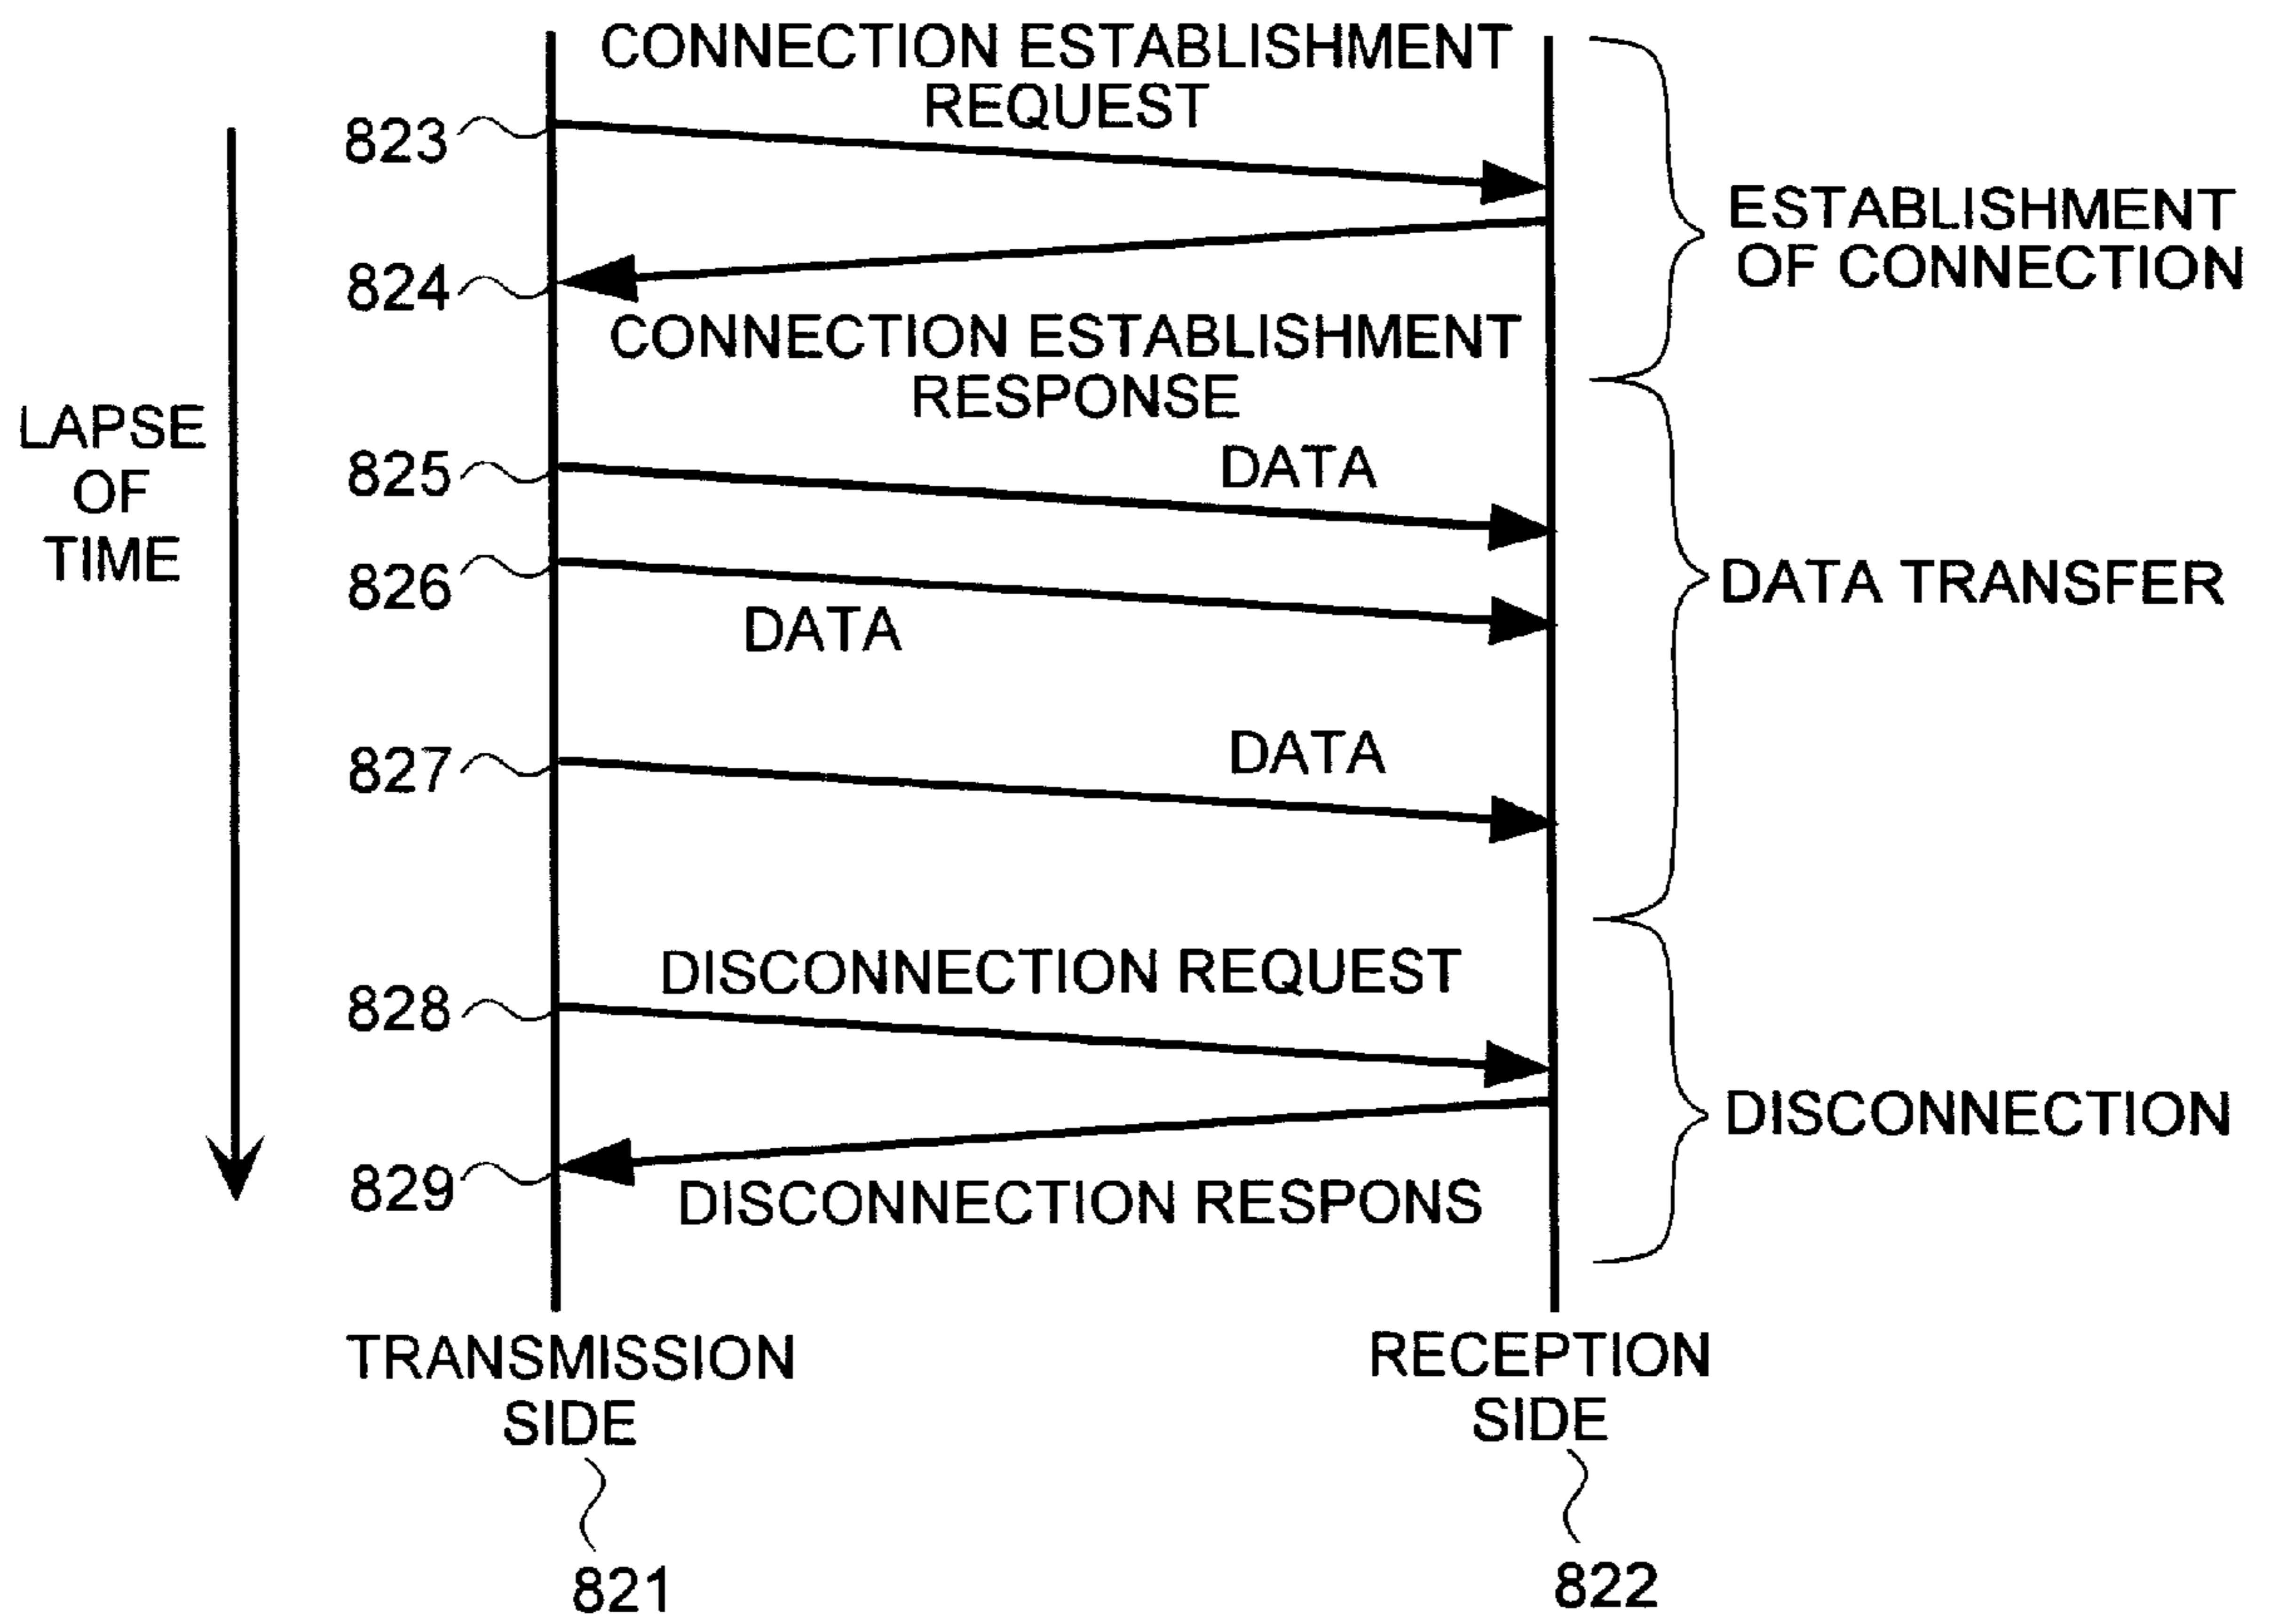 CONNECTION ESTABLISHMENT
REQUEST
823
824
CONNECTION ESTABLISHMENT
RESPONSE
ESTABLISHMENT
OF CONNECTION
LAPSE
OF
TIME
825
DATA
826
DATA
DATA TRANSFER
827
DATA
DISCONNECTION REQUEST
828
829
DISCONNECTION RESPONS
DISCONNECTION
TRANSMISSION
SIDE
821
RECEPTION
SIDE
822